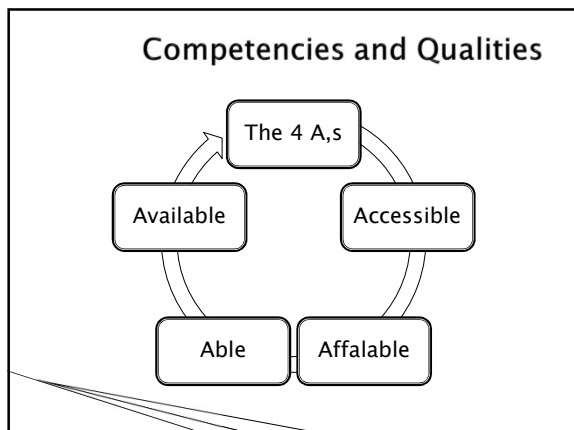 Competencies and Qualities
The 4 A,s
Accessible
Affalable
Able
Available